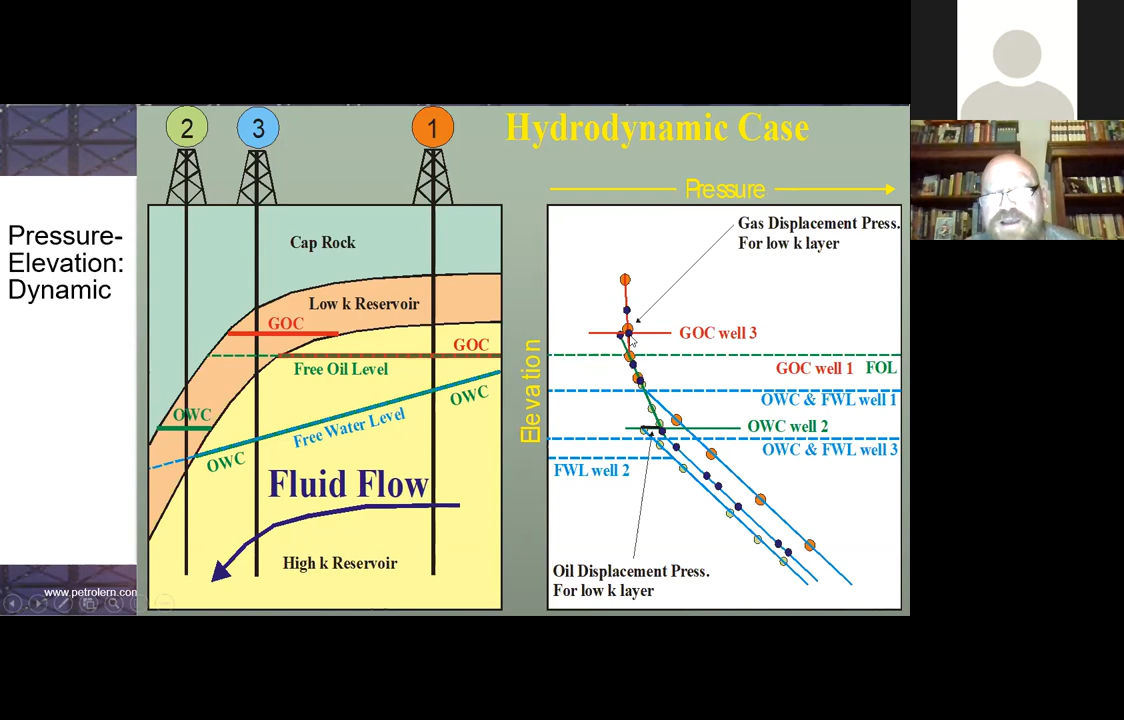 Pressure-
Elevation:
Dynamic
www.petrolern.com
2
3
1
Hydrodynamic Case
Cap Rock
Low k Reservoir
GOC
GOC
Free Oil Level
OWC
OWC
Free Water Level
OWC
Fluid Flow
High k Reservoir
Pressure
Elevation
Gas Displacement Press.
For low k layer
GOC well 3
GOC well 1 FOL
OWC & FWL well 1
OWC well 2
OWC & FWL well 3
FWL well 2
Oil Displacement Press.
For low k layer